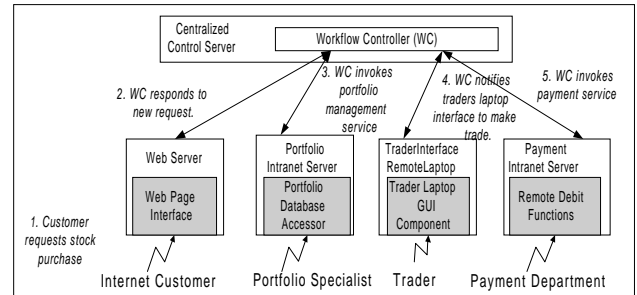 Centralized
Control Server
Workflow Controller (WC)
2. WC responds to
new request.
3. WC invokes
portfolio
management
service
4. WC notifies
traders laptop
interface to make
trade.
5. WC invokes
payment service
Web Server
Web Page
Interface
Portfolio
Intranet Server
Portfolio
Database
Accessor
TraderInterface
RemoteLaptop
Trader Laptop
GUI
Component
Payment
Intranet Server
Remote Debit
Functions
1. Customer
requests stock
purchase
Internet Customer
Portfolio Specialist
Trader
Payment Department